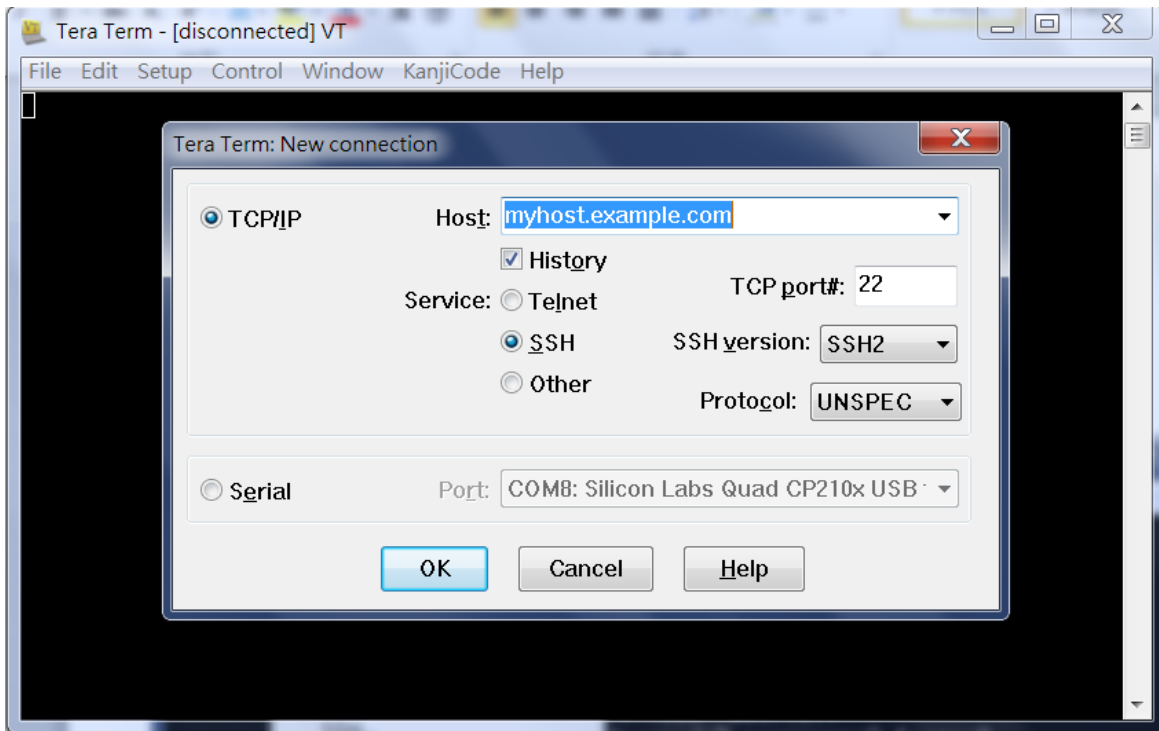 Tera Term - [disconnected] VT
File Edit Setup Control Window KanjiCode Help
Tera Term: New connection
TCP/IP Host: myhost.example.com
History
TCP port#: 22
Service: Telnet
SSH SSH version: SSH2
Other
Protocol: UNSPEC
Serial Port: COM8: Silicon Labs Quad CP210x USB
OK Cancel Help